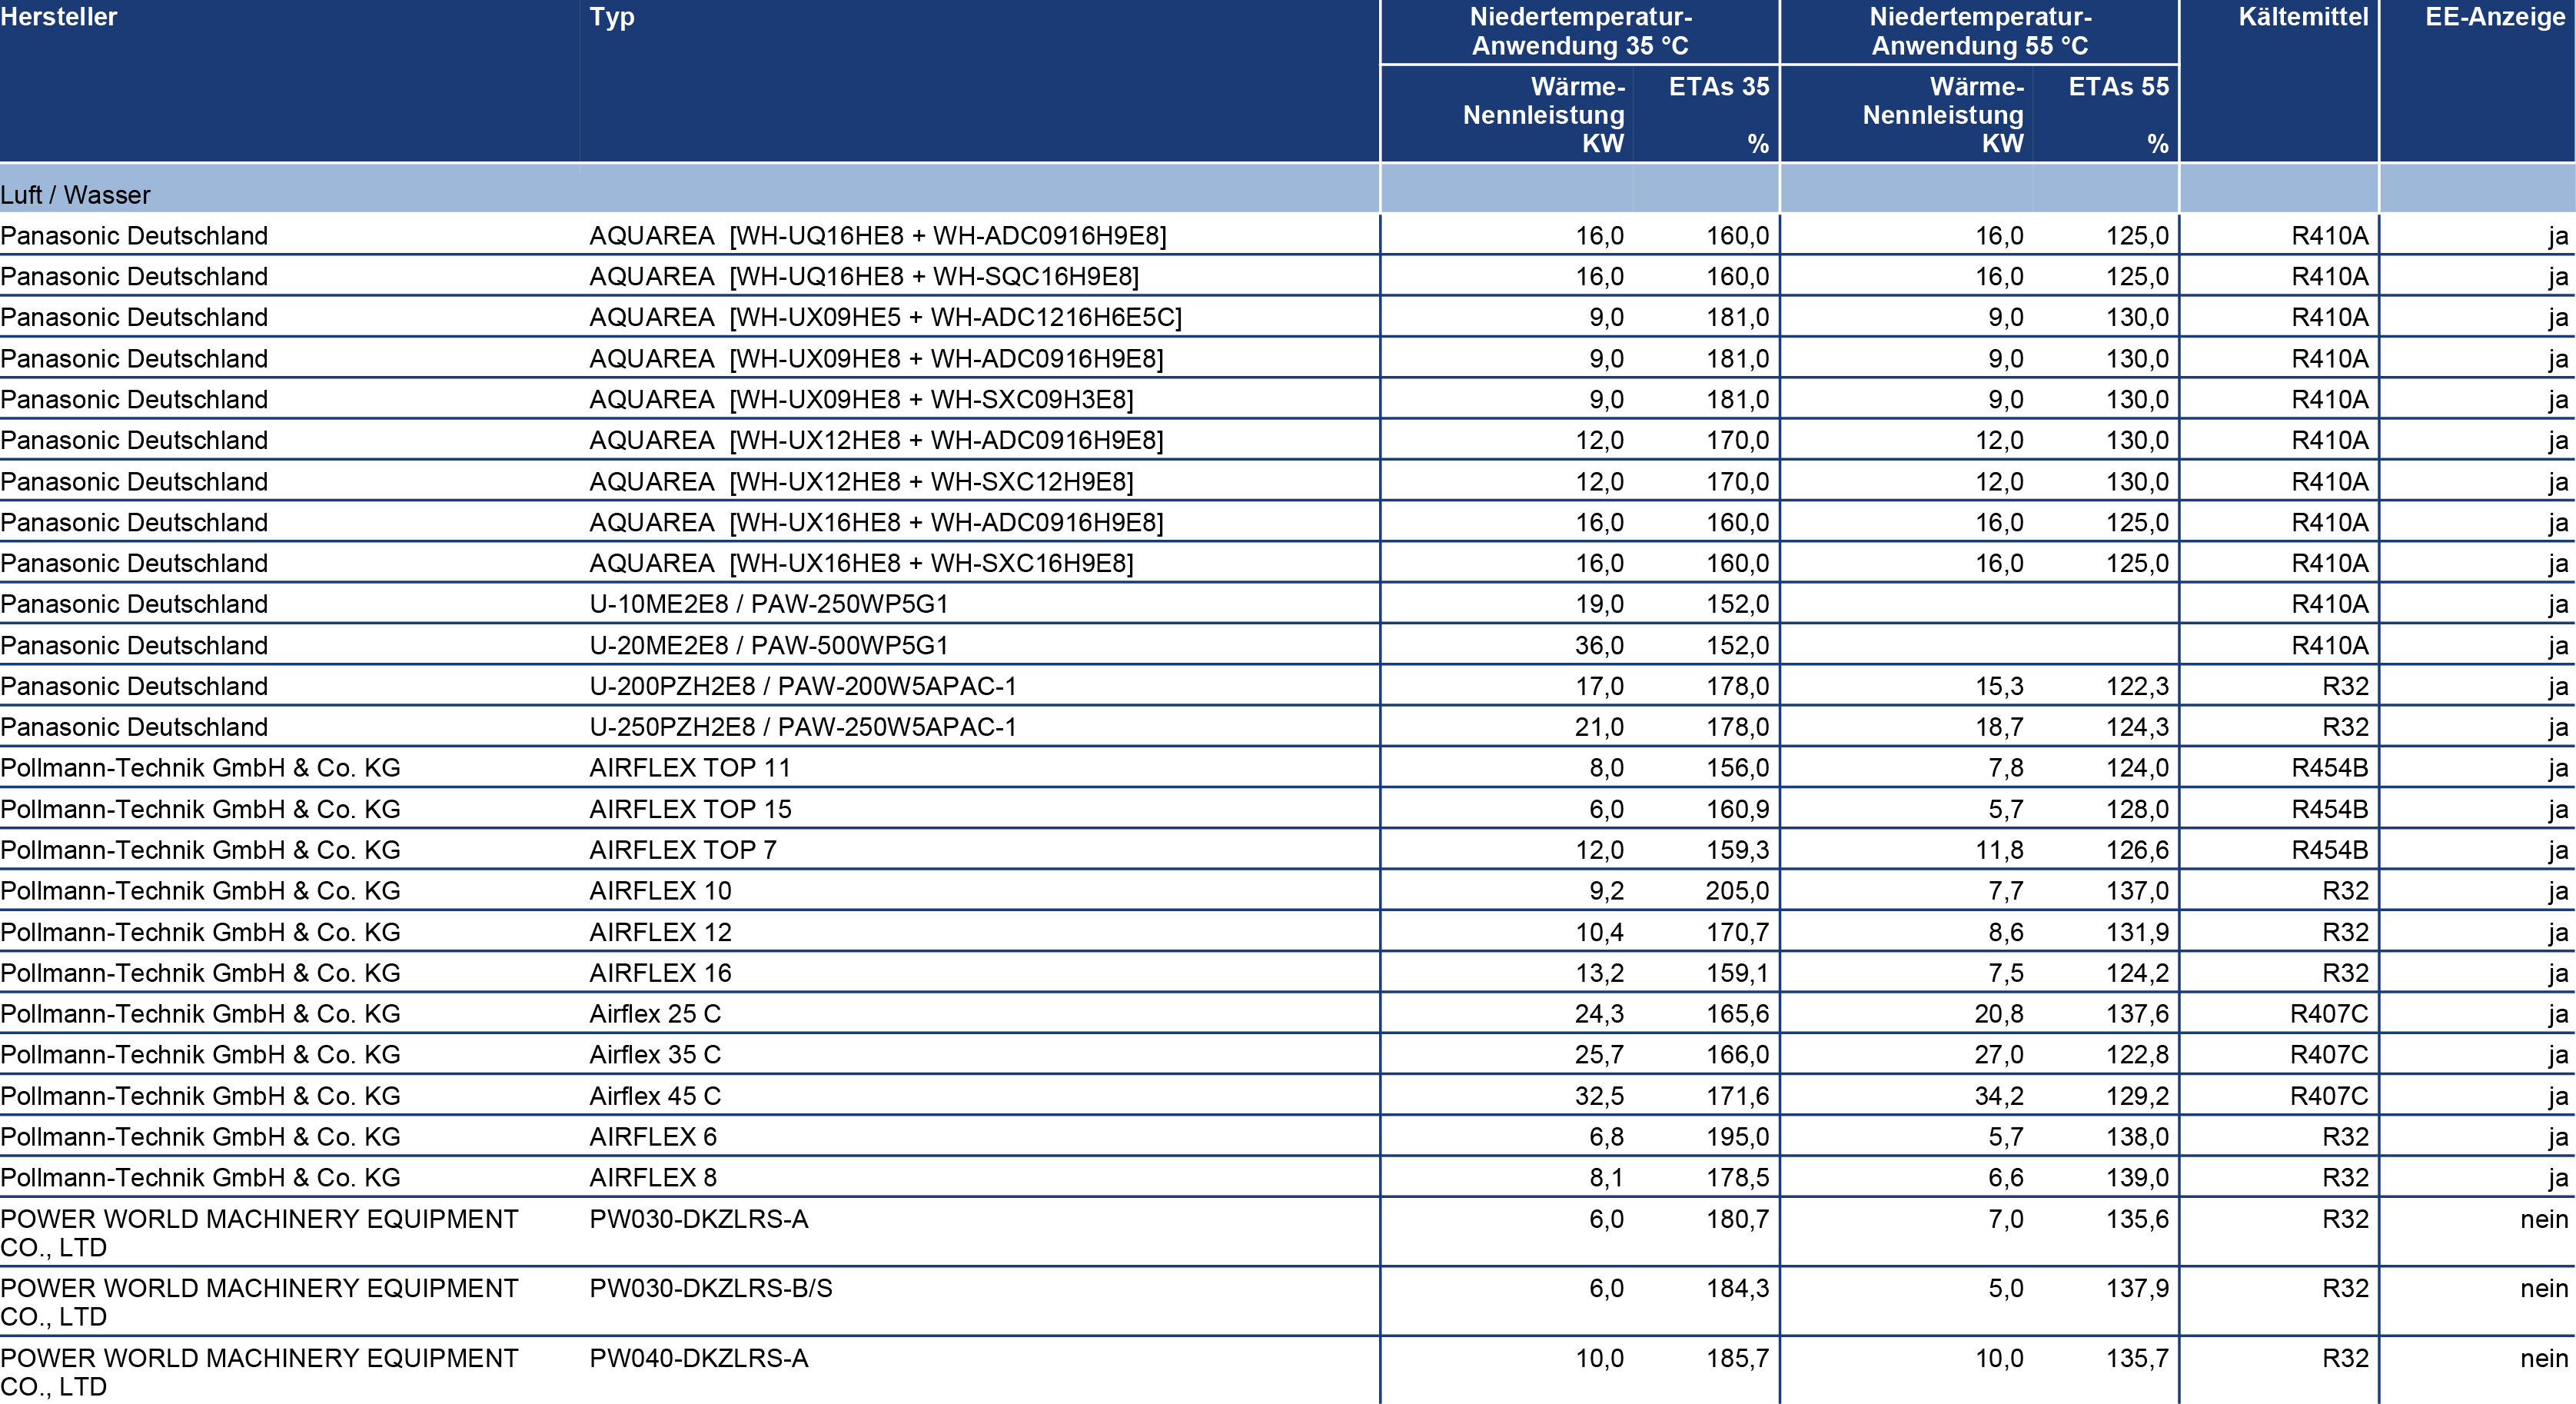 Hersteller Typ Niedertemperatur- Niedertemperatur- Kältemittel EE-Anzeige
Anwendung 35 °C Anwendung 55 °C
Wärme- ETAs 35 Wärme- ETAs 55
Nennleistung Nennleistung
KW % KW %
Luft / Wasser
Panasonic Deutschland AQUAREA [WH-UQ16HE8 + WH-ADC0916H9E8] 16,0 160,0 16,0 125,0 R410A ja
Panasonic Deutschland AQUAREA [WH-UQ16HE8 + WH-SQC16H9E8] 16,0 160,0 16,0 125,0 R410A ja
Panasonic Deutschland AQUAREA [WH-UX09HE5 + WH-ADC1216H6E5C] 9,0 181,0 9,0 130,0 R410A ja
Panasonic Deutschland AQUAREA [WH-UX09HE8 + WH-ADC0916H9E8] 9,0 181,0 9,0 130,0 R410A ja
Panasonic Deutschland AQUAREA [WH-UX09HE8 + WH-SXC09H3E8] 9,0 181,0 9,0 130,0 R410A ja
Panasonic Deutschland AQUAREA [WH-UX12HE8 + WH-ADC0916H9E8] 12,0 170,0 12,0 130,0 R410A ja
Panasonic Deutschland AQUAREA [WH-UX12HE8 + WH-SXC12H9E8] 12,0 170,0 12,0 130,0 R410A ja
Panasonic Deutschland AQUAREA [WH-UX16HE8 + WH-ADC0916H9E8] 16,0 160,0 16,0 125,0 R410A ja
Panasonic Deutschland AQUAREA [WH-UX16HE8 + WH-SXC16H9E8] 16,0 160,0 16,0 125,0 R410A ja
Panasonic Deutschland U-10ME2E8 / PAW-250WP5G1 19,0 152,0 R410A ja
Panasonic Deutschland U-20ME2E8 / PAW-500WP5G1 36,0 152,0 R410A ja
Panasonic Deutschland U-200PZH2E8 / PAW-200W5APAC-1 17,0 178,0 15,3 122,3 R32 ja
Panasonic Deutschland U-250PZH2E8 / PAW-250W5APAC-1 21,0 178,0 18,7 124,3 R32 ja
Pollmann-Technik GmbH & Co. KG AIRFLEX TOP 11 8,0 156,0 7,8 124,0 R454B ja
Pollmann-Technik GmbH & Co. KG AIRFLEX TOP 15 6,0 160,9 5,7 128,0 R454B ja
Pollmann-Technik GmbH & Co. KG AIRFLEX TOP 7 12,0 159,3 11,8 126,6 R454B ja
Pollmann-Technik GmbH & Co. KG AIRFLEX 10 9,2 205,0 7,7 137,0 R32 ja
Pollmann-Technik GmbH & Co. KG AIRFLEX 12 10,4 170,7 8,6 131,9 R32 ja
Pollmann-Technik GmbH & Co. KG AIRFLEX 16 13,2 159,1 7,5 124,2 R32 ja
Pollmann-Technik GmbH & Co. KG Airflex 25 C 24,3 165,6 20,8 137,6 R407C ja
Pollmann-Technik GmbH & Co. KG Airflex 35 C 25,7 166,0 27,0 122,8 R407C ja
Pollmann-Technik GmbH & Co. KG Airflex 45 C 32,5 171,6 34,2 129,2 R407C ja
Pollmann-Technik GmbH & Co. KG AIRFLEX 6 6,8 195,0 5,7 138,0 R32 ja
Pollmann-Technik GmbH & Co. KG AIRFLEX 8 8,1 178,5 6,6 139,0 R32 ja
POWER WORLD MACHINERY EQUIPMENT PW030-DKZLRS-A 6,0 180,7 7,0 135,6 R32 nein
CO., LTD
POWER WORLD MACHINERY EQUIPMENT PW030-DKZLRS-B/S 6,0 184,3 5,0 137,9 R32 nein
CO., LTD
POWER WORLD MACHINERY EQUIPMENT PW040-DKZLRS-A 10,0 185,7 10,0 135,7 R32 nein
CO., LTD